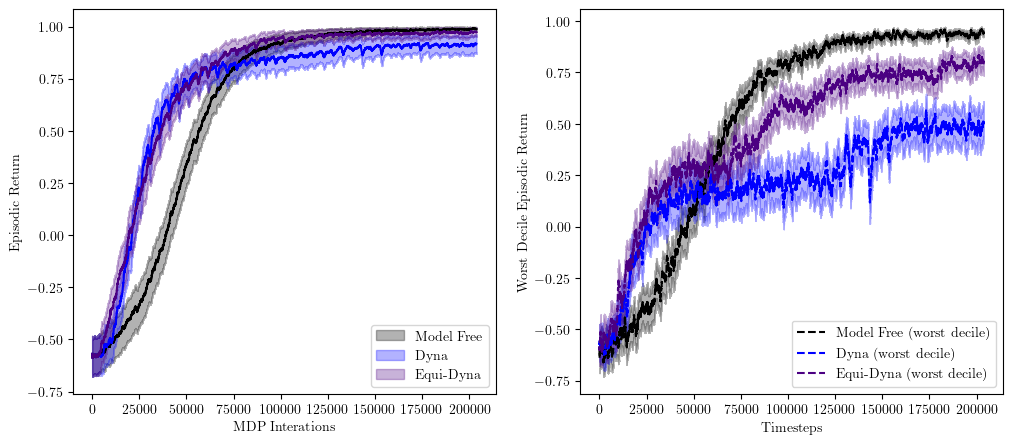 1.00
0.75
0.50
0.25
0.00
−0.25
−0.50
−0.75
Episodic Return
0 25000 50000 75000 100000 125000 150000 175000 200000
MDP Interations
Model Free
Dyna
Equi-Dyna
1.00
0.75
0.50
0.25
0.00
−0.25
−0.50
−0.75
Worst Decile Episodic Return
0 25000 50000 75000 100000 125000 150000 175000 200000
Timesteps
Model Free (worst decile)
Dyna (worst decile)
Equi-Dyna (worst decile)